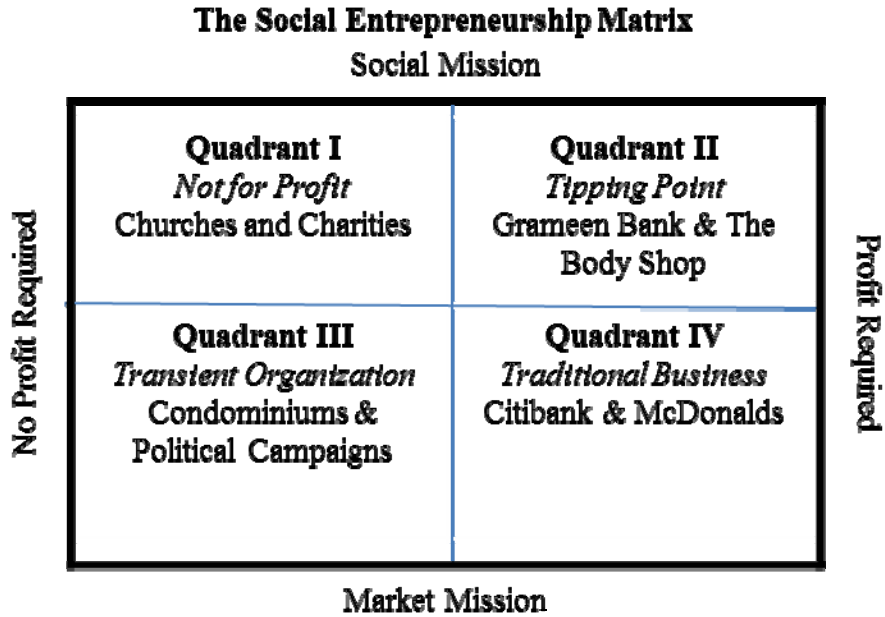 The Social Entrepreneurship Matrix
Social Mission
No Profit Required
Quadrant I
Not for Profit
Churches and Charities
Quadrant II
Tipping Point
Grameen Bank & The
Body Shop
Profit Required
Quadrant III
Transient Organization
Condominiums &
Political Campaigns
Quadrant IV
Traditional Business
Citibank & McDonalds
Market Mission